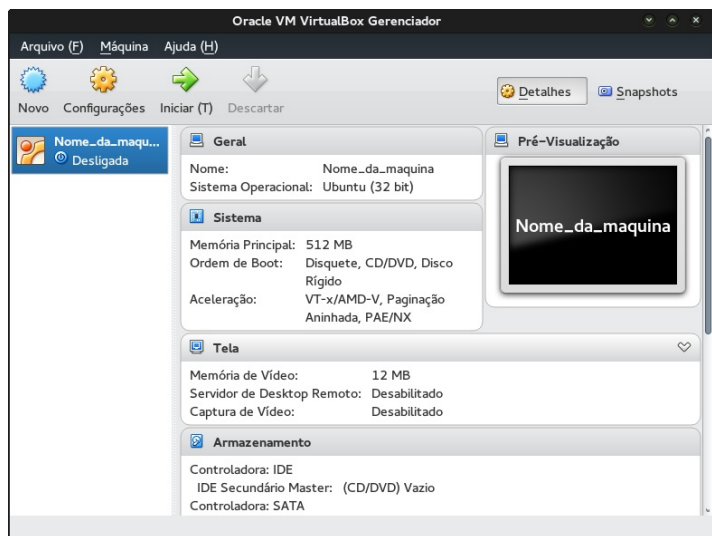 Oracle VM VirtualBox Gerenciador
Arquivo (F) Máquina Ajuda (H)
Novo Configurações Iniciar (T) Descartar
Detalhes Snapshots
Nome_da_maqu...
Desligada
Geral
Nome: Nome_da_maquina
Sistema Operacional: Ubuntu (32 bit)
Sistema
Memória Principal: 512 MB
Ordem de Boot: Disquete, CD/DVD, Disco
Rígido
Aceleração: VT-x/AMD-V, Paginação
Aninhada, PAE/NX
Pré-Visualização
Nome_da_maquina
Tela
Memória de Vídeo: 12 MB
Servidor de Desktop Remoto: Desabilitado
Captura de Vídeo: Desabilitado
Armazenamento
Controladora: IDE
IDE Secundário Master: (CD/DVD) Vazio
Controladora: SATA